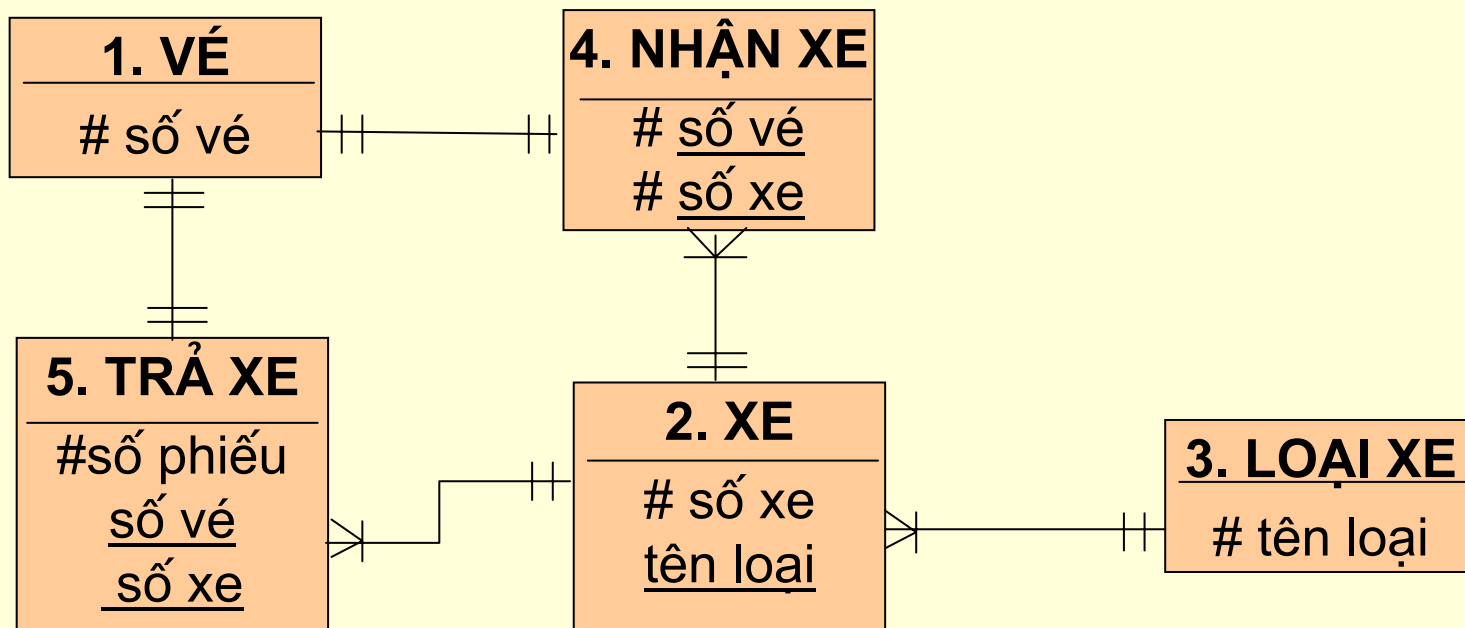 1. VÉ
# số vé
4. NHẬN XE
# số vé
# số xe
5. TRẢ XE
#số phiếu
số vé
số xe
2. XE
# số xe
tên loại
3. LOẠI XE
# tên loại